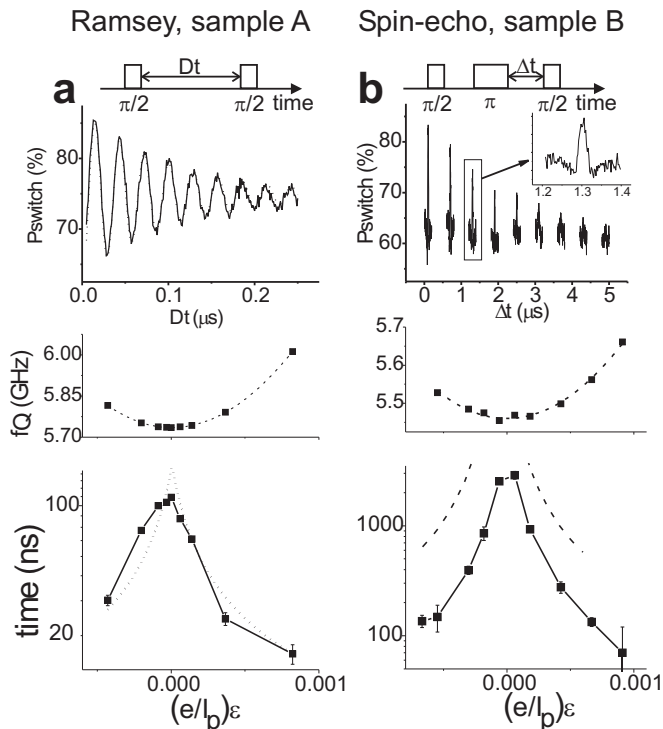 Ramsey, sample A
Spin-echo, sample B
a
Dt
π/2
π/2
time
Pswitch (%)
80
70
0.0
0.1
0.2
Dt (μs)
b
Δt
π/2
π
π/2
time
Pswitch (%)
80
70
60
1.2
1.3
1.4
0
1
2
3
4
5
Δt (μs)
fQ (GHz)
6.00
5.85
5.70
5.7
5.6
5.5
time (ns)
100
20
0.000
0.001
(e/Ip)ε
1000
100
0.000
0.001
(e/Ip)ε